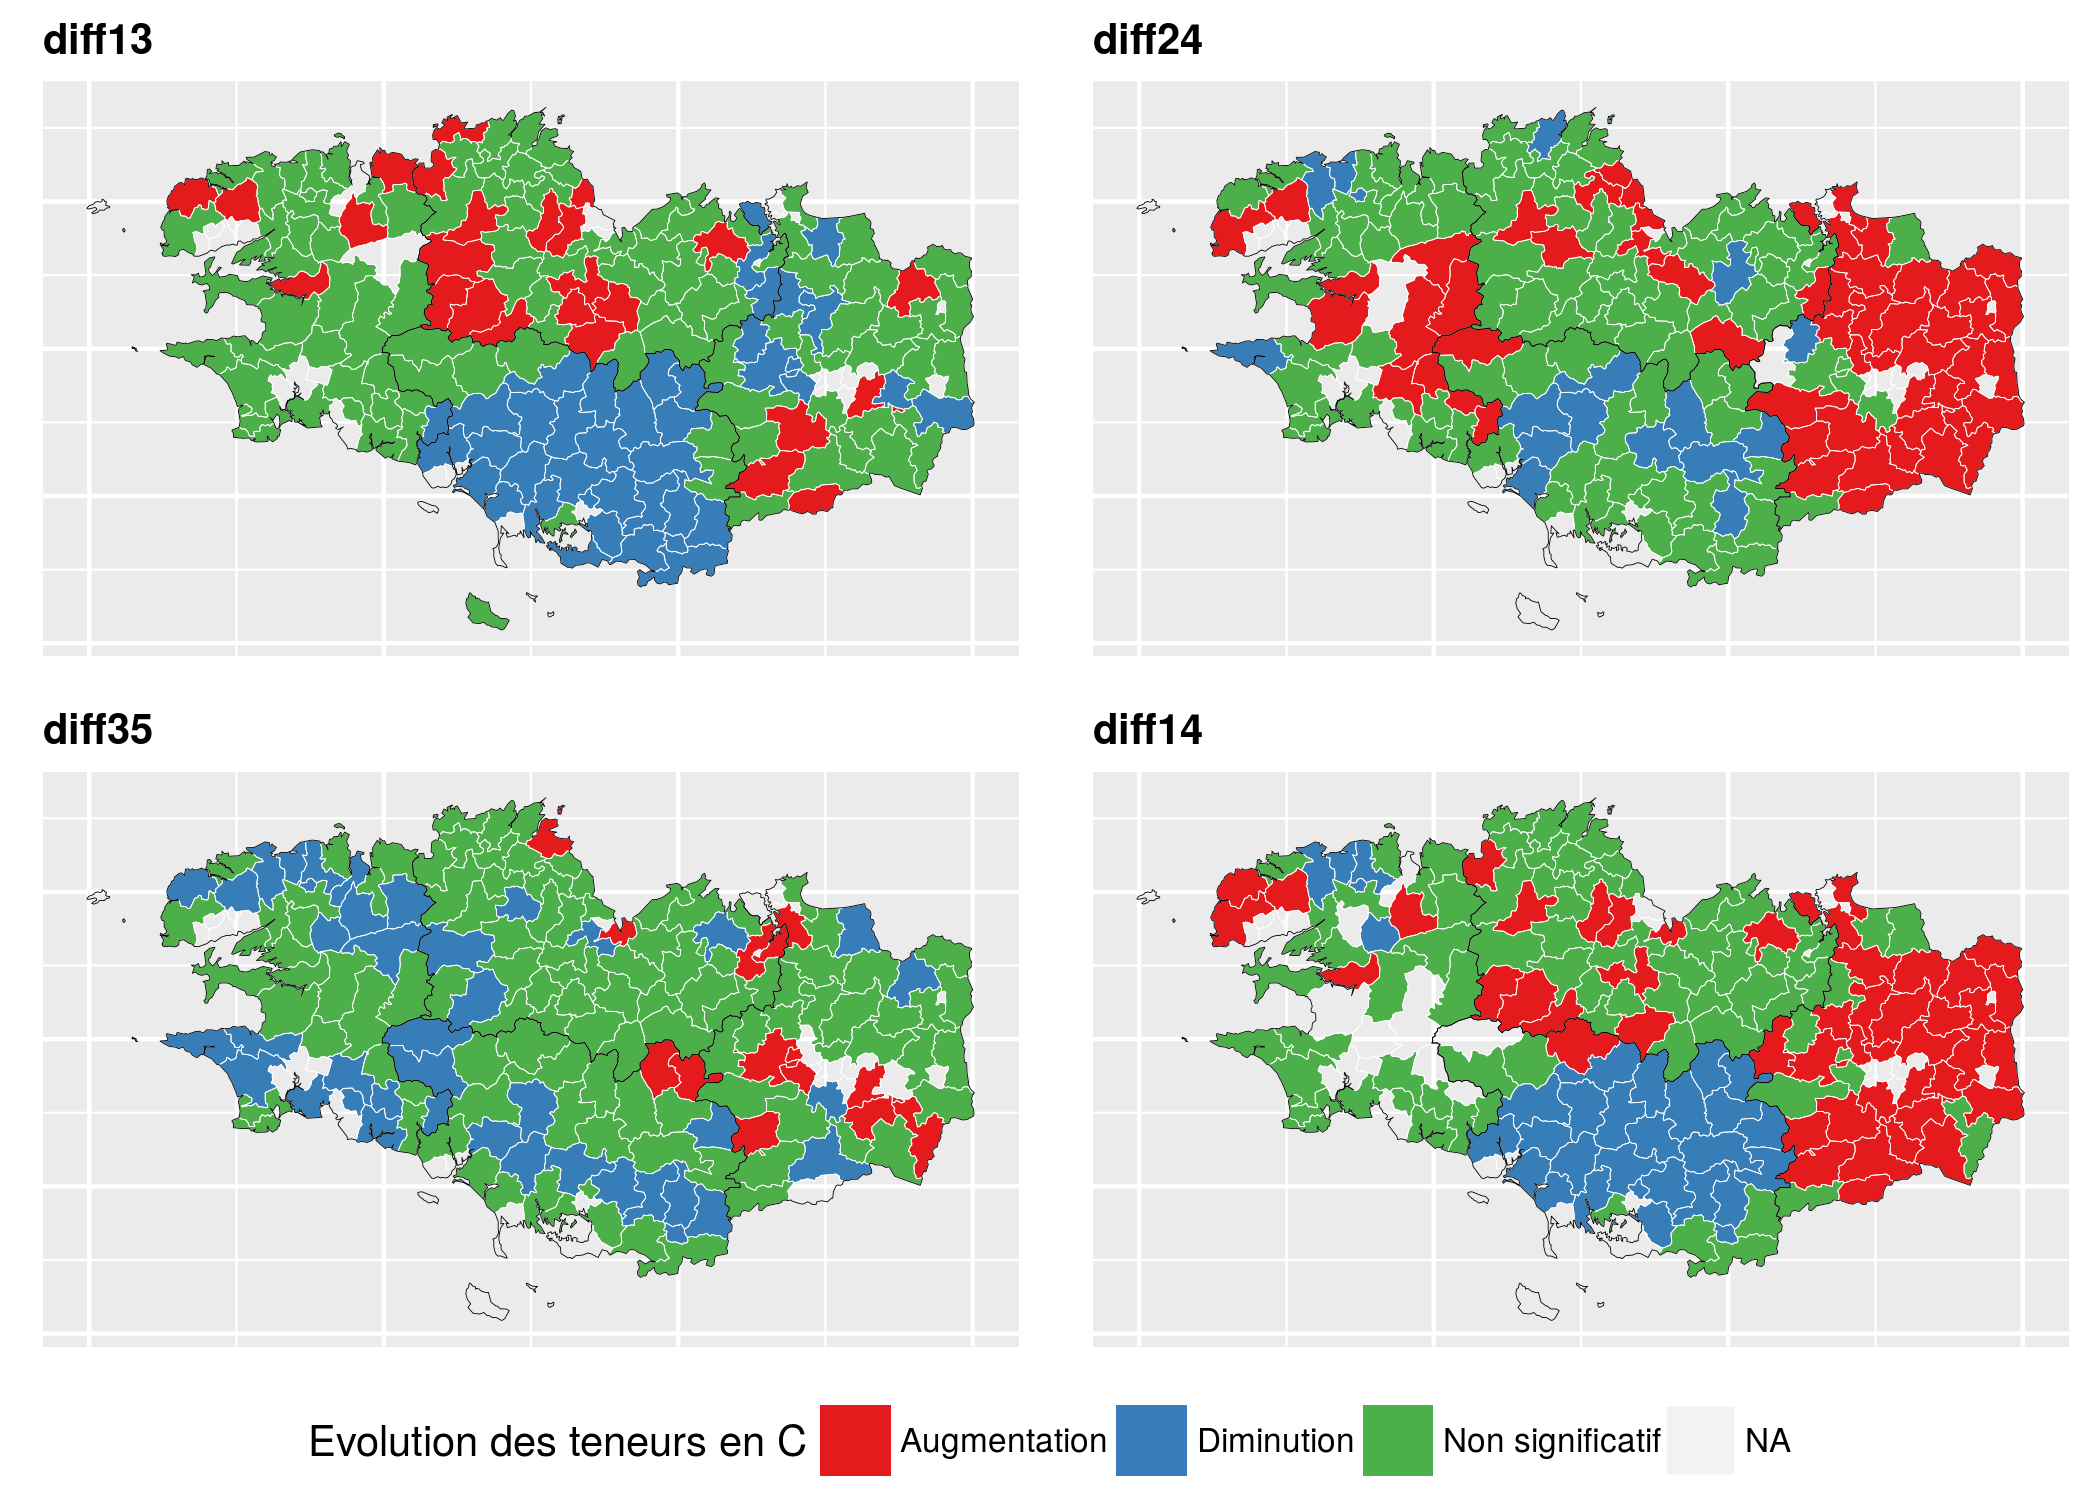 diff13
diff24
diff35
diff14
Evolution des teneurs en C Augmentation Diminution Non significatif NA